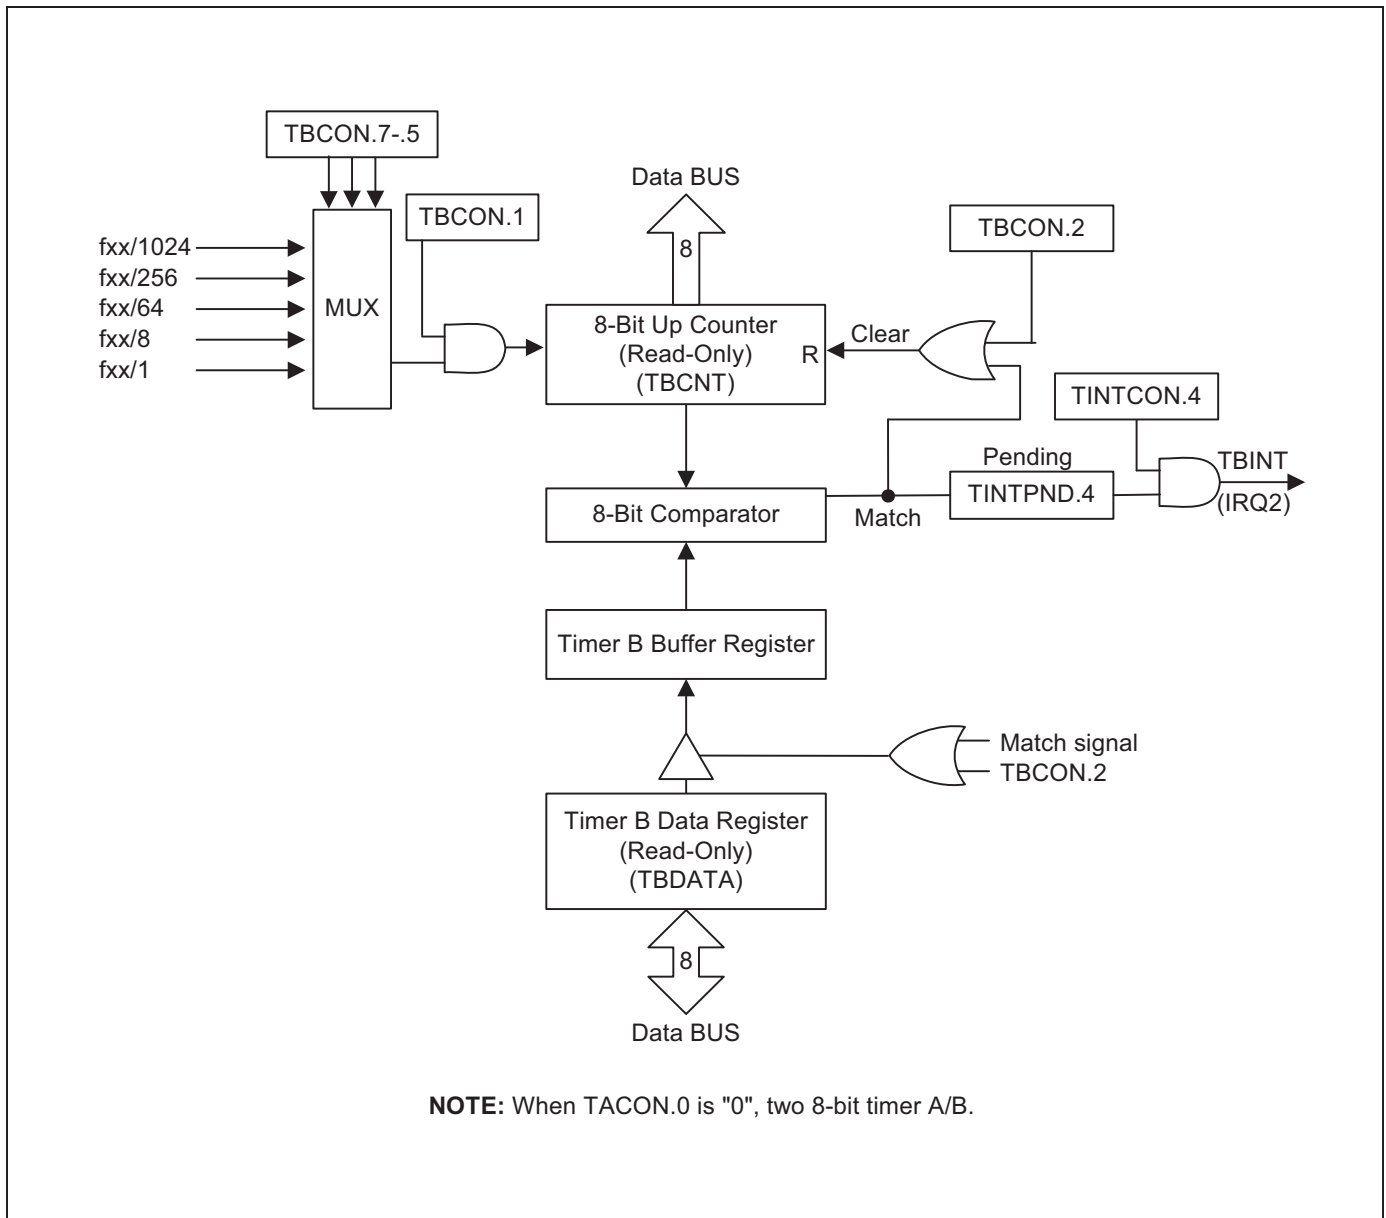 TBCON.7-.5
Data BUS
TBCON.1
TBCON.2
8
fxx/1024
fxx/256
fxx/64
fxx/8
fxx/1
MUX
8-Bit Up Counter
(Read-Only)
(TBCNT)
R
Clear
TINTCON.4
Pending
TINTPND.4
TBINT
(IRQ2)
8-Bit Comparator
Match
Timer B Buffer Register
Match signal
TBCON.2
Timer B Data Register
(Read-Only)
(TBDATA)
8
Data BUS
NOTE: When TACON.0 is "0", two 8-bit timer A/B.